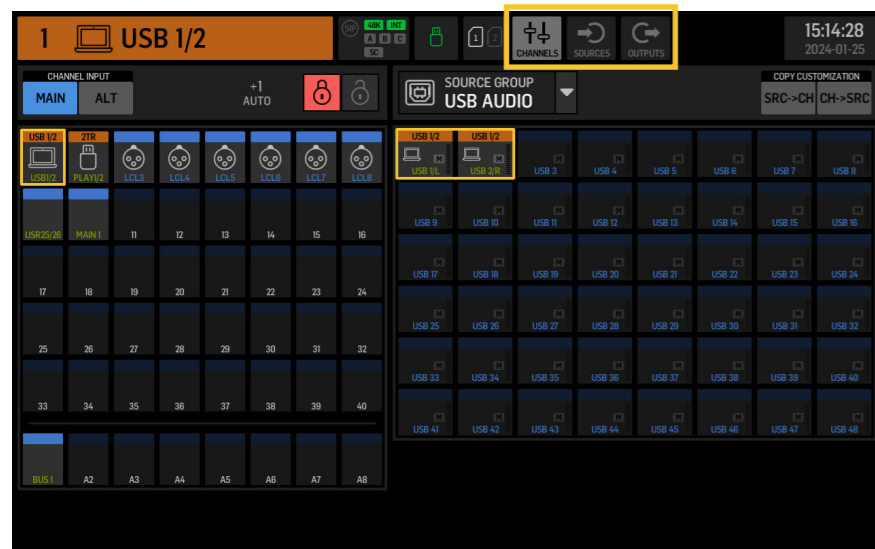 1 USB 1/2
SIP 48K INT
A B C
SC
1 2
CHANNELS SOURCES OUTPUTS
15:14:28
2024-01-25
CHANNEL INPUT
MAIN ALT
+1
AUTO
SOURCE GROUP
USB AUDIO
COPY CUSTOMIZATION
SRC->CH CH->SRC
USB 1/2 2TR
USB1/2 PLAY1/2 LCL3 LCL4 LCL5 LCL6 LCL7 LCL8
USR25/26 MAIN 1 11 12 13 14 15 16
17 18 19 20 21 22 23 24
25 26 27 28 29 30 31 32
33 34 35 36 37 38 39 40
BUS 1 A2 A3 A4 A5 A6 A7 A8
USB 1/2 USB 1/2
M M M M M M M M
USB 1/L USB 2/R USB 3 USB 4 USB 5 USB 6 USB 7 USB 8
M M M M M M M M
USB 9 USB 10 USB 11 USB 12 USB 13 USB 14 USB 15 USB 16
M M M M M M M M
USB 17 USB 18 USB 19 USB 20 USB 21 USB 22 USB 23 USB 24
M M M M M M M M
USB 25 USB 26 USB 27 USB 28 USB 29 USB 30 USB 31 USB 32
M M M M M M M M
USB 33 USB 34 USB 35 USB 36 USB 37 USB 38 USB 39 USB 40
M M M M M M M M
USB 41 USB 42 USB 43 USB 44 USB 45 USB 46 USB 47 USB 48